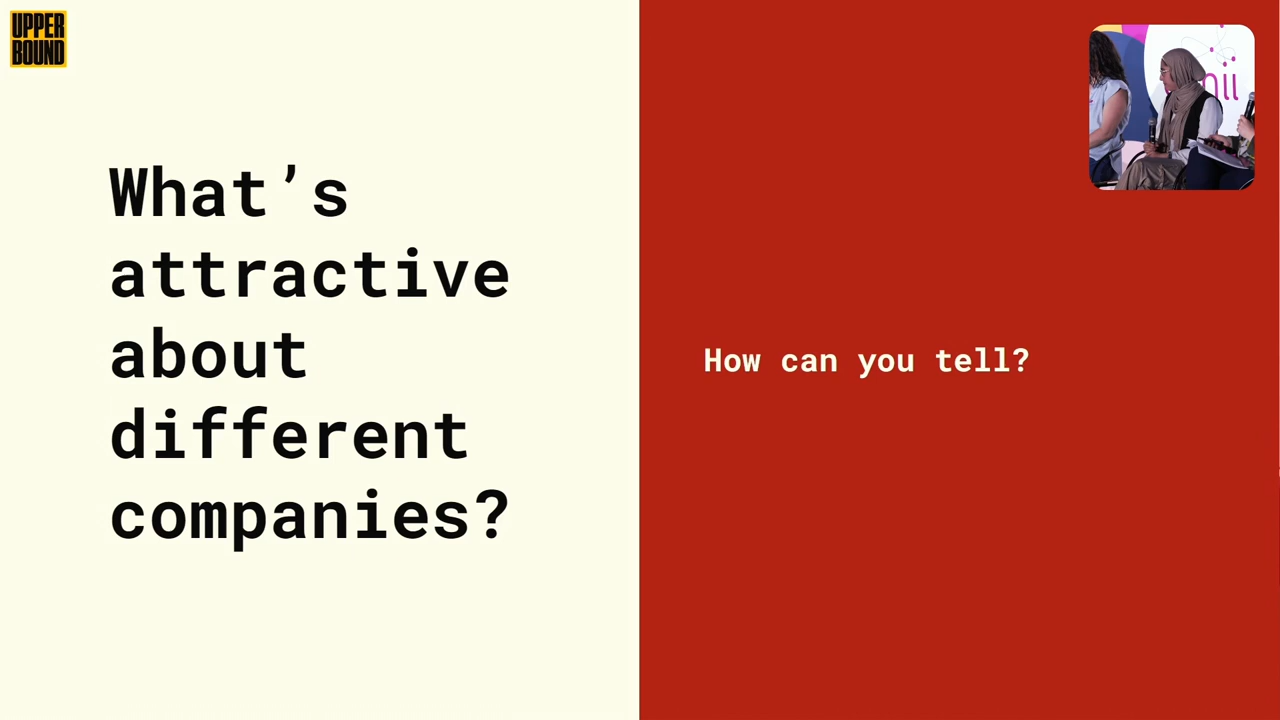 UPPER
BOUND
What’s
attractive
about
different
companies?
How can you tell?